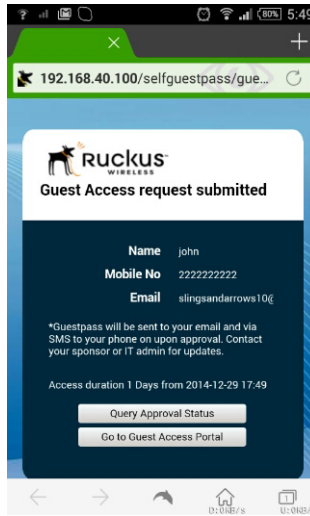 ? 80% 5:49
192.168.40.100/selfguestpass/gue...
Ruckus
WIRELESS
Guest Access request submitted
Name john
Mobile No 2222222222
Email slingsandarrows10@
*Guestpass will be sent to
your email and via
SMS to your phone on upon
approval. Contact
your sponsor or IT admin
for updates.
Access duration 1 Days from 2014-12-29 17:49
Query Approval Status
Go to Guest Access Portal
1
D:0KB/s U:0KB/